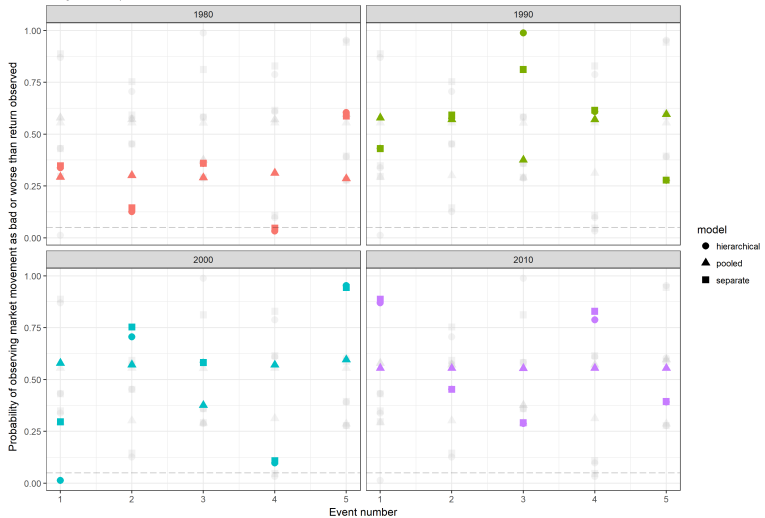 1980
1990
1.00
0.75
0.50
0.25
0.00
2000
2010
1.00
0.75
0.50
0.25
0.00
1 2 3 4 5
1 2 3 4 5
Event number
Probability of observing market movement as bad or worse than return observed
model
hierarchical
pooled
separate